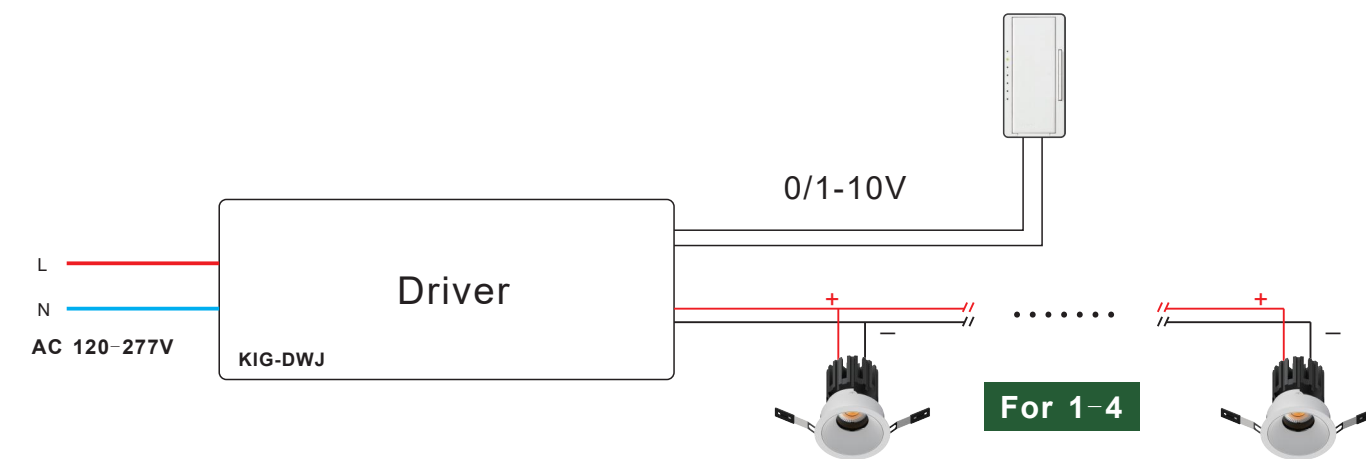 0/1-10V
L
Driver
N
AC 120-277V
KIG-DWJ
+
−
+
−
For 1-4